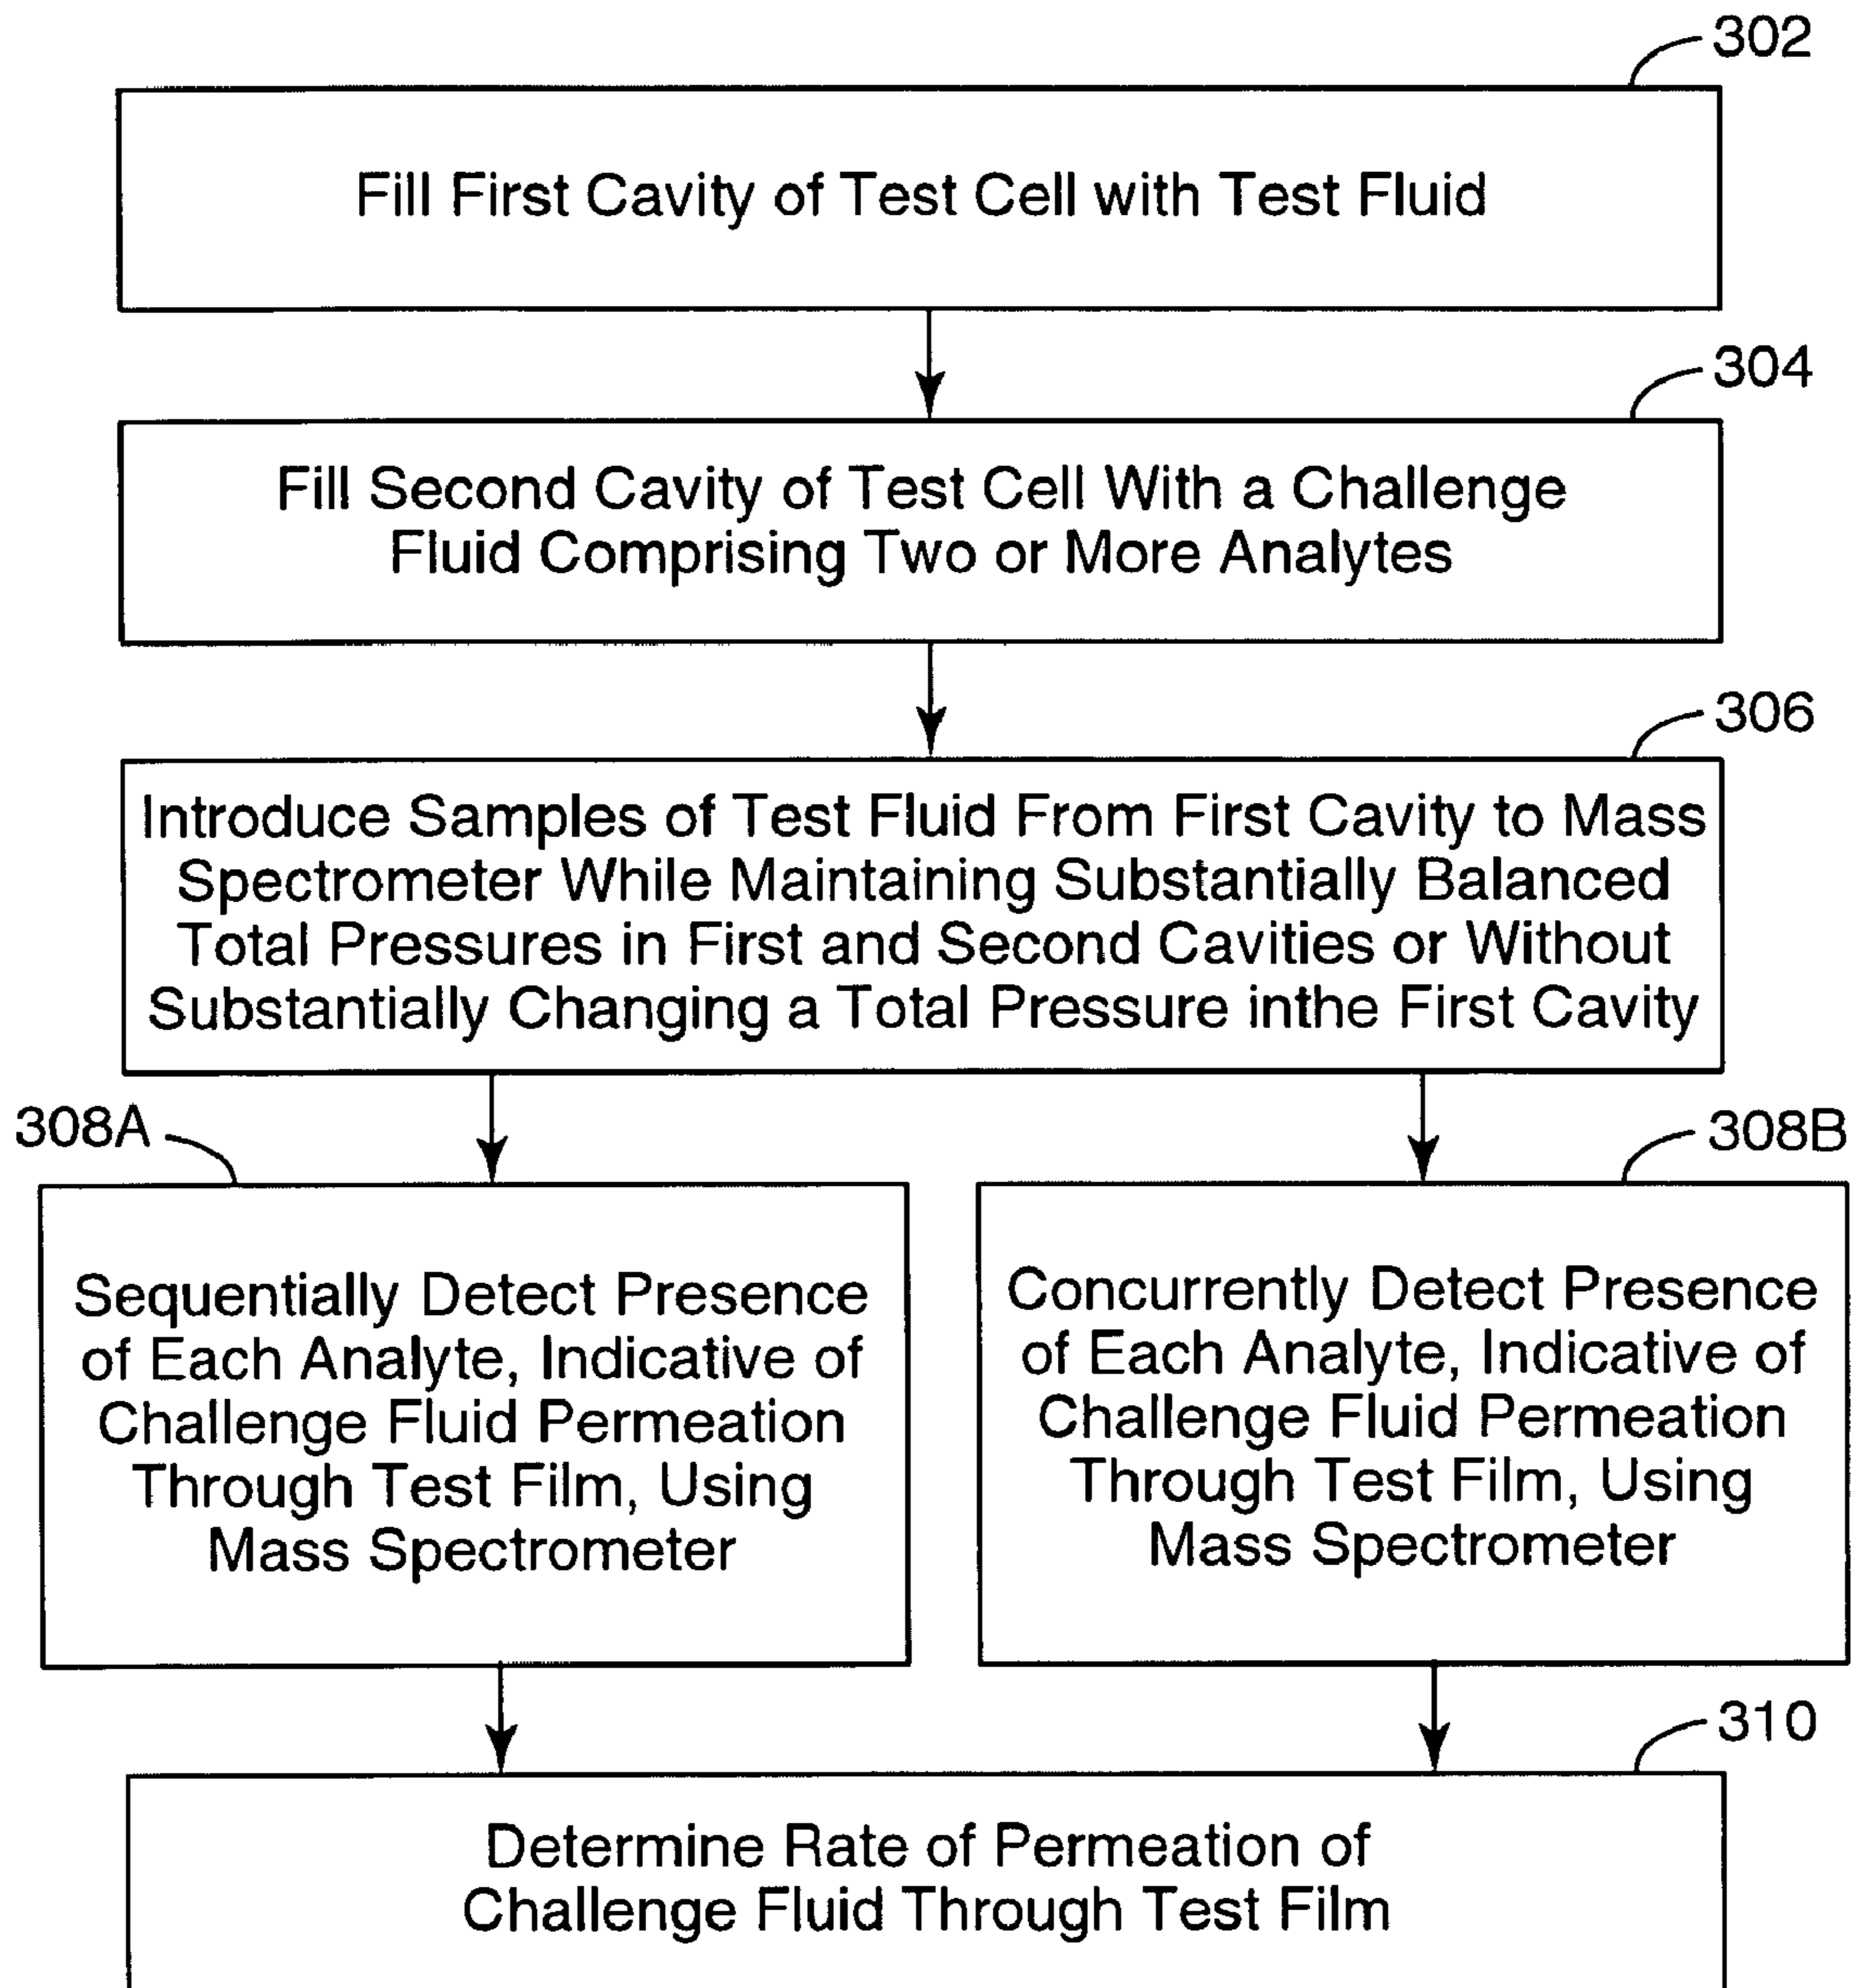 302
Fill First Cavity of Test Cell with Test Fluid
304
Fill Second Cavity of Test Cell With a Challenge
Fluid Comprising Two or More Analytes
306
Introduce Samples of Test Fluid From First Cavity to Mass
Spectrometer While Maintaining Substantially Balanced
Total Pressures in First and Second Cavities or Without
Substantially Changing a Total Pressure inthe First Cavity
308A
Sequentially Detect Presence
of Each Analyte, Indicative of
Challenge Fluid Permeation
Through Test Film, Using
Mass Spectrometer
308B
Concurrently Detect Presence
of Each Analyte, Indicative of
Challenge Fluid Permeation
Through Test Film, Using
Mass Spectrometer
310
Determine Rate of Permeation of
Challenge Fluid Through Test Film